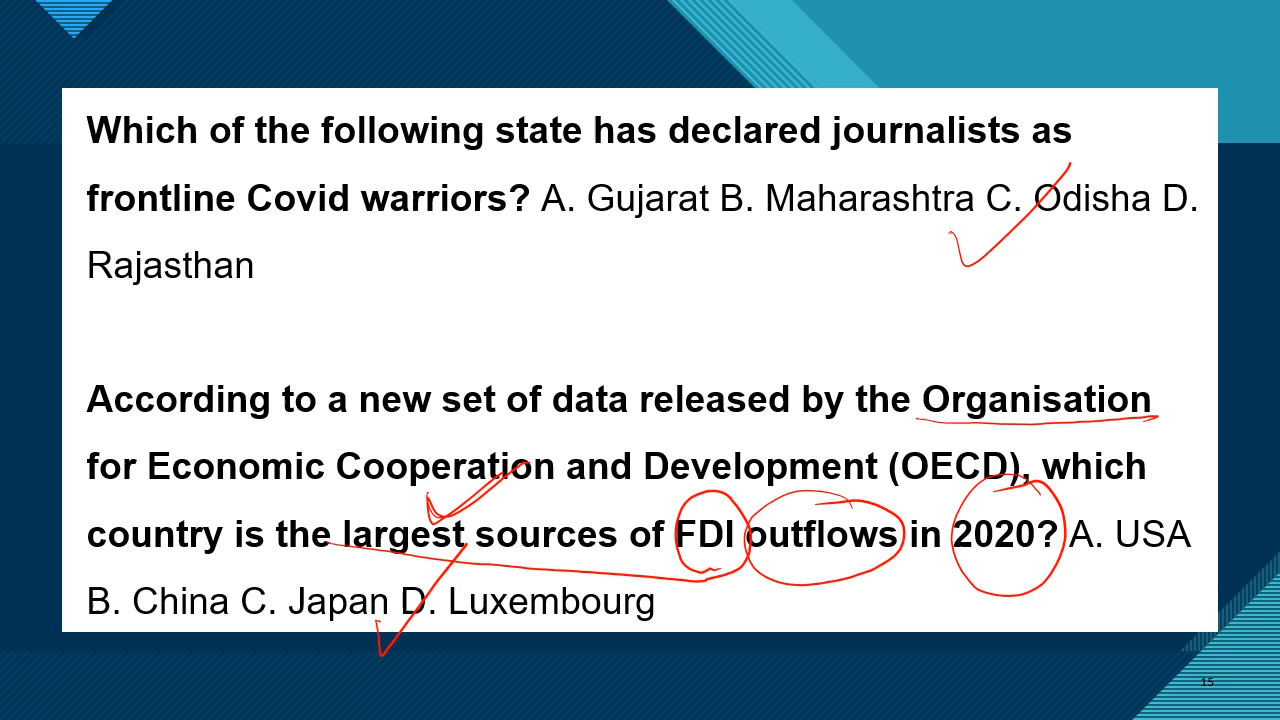 Which of the following state has declared journalists as
frontline Covid warriors? A. Gujarat B. Maharashtra C. Odisha D.
Rajasthan
According to a new set of data released by the Organisation
for Economic Cooperation and Development (OECD), which
country is the largest sources of FDI outflows in 2020? A. USA
B. China C. Japan D. Luxembourg
15